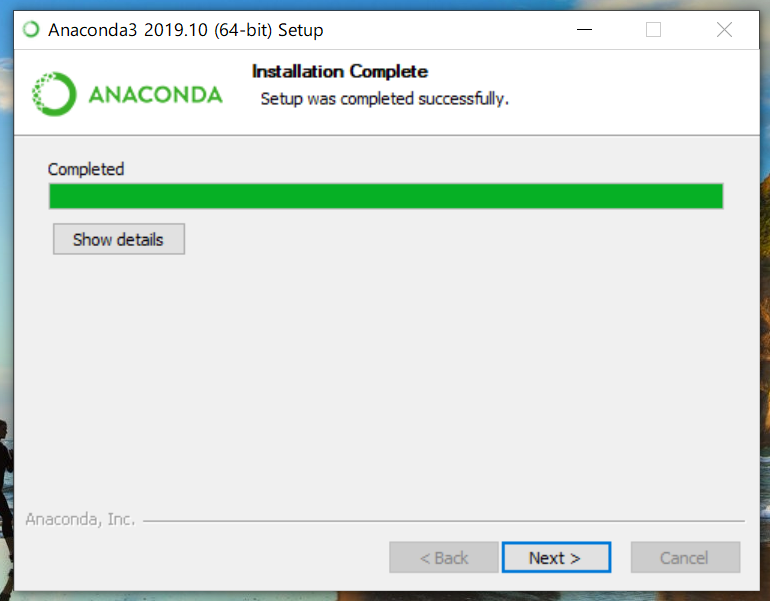 Anaconda3 2019.10 (64-bit) Setup
ANACONDA
Installation Complete
Setup was completed successfully.
Completed
Show details
Anaconda, Inc.
< Back
Next >
Cancel